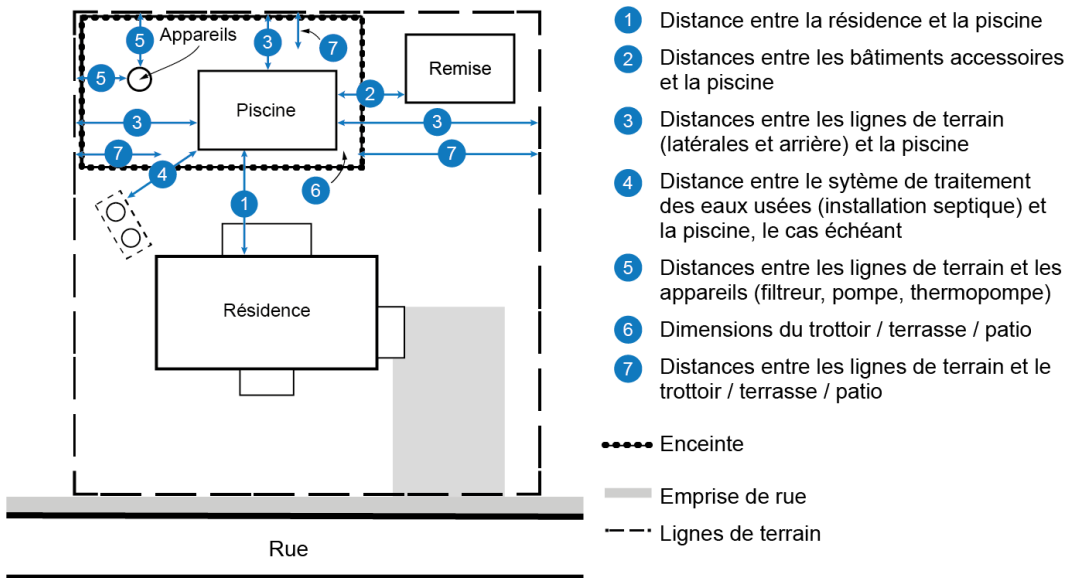 5
Appareils
3
7
5
Remise
2
Piscine
3
3
7
7
4
6
1
Résidence
Rue
1 Distance entre la résidence et la piscine
2 Distances entre les bâtiments accessoires
et la piscine
3 Distances entre les lignes de terrain
(latérales et arrière) et la piscine
4 Distance entre le sytème de traitement
des eaux usées (installation septique) et
la piscine, le cas échéant
5 Distances entre les lignes de terrain et les
appareils (filtreur, pompe, thermopompe)
6 Dimensions du trottoir / terrasse / patio
7 Distances entre les lignes de terrain et le
trottoir / terrasse / patio
Enceinte
Emprise de rue
Lignes de terrain